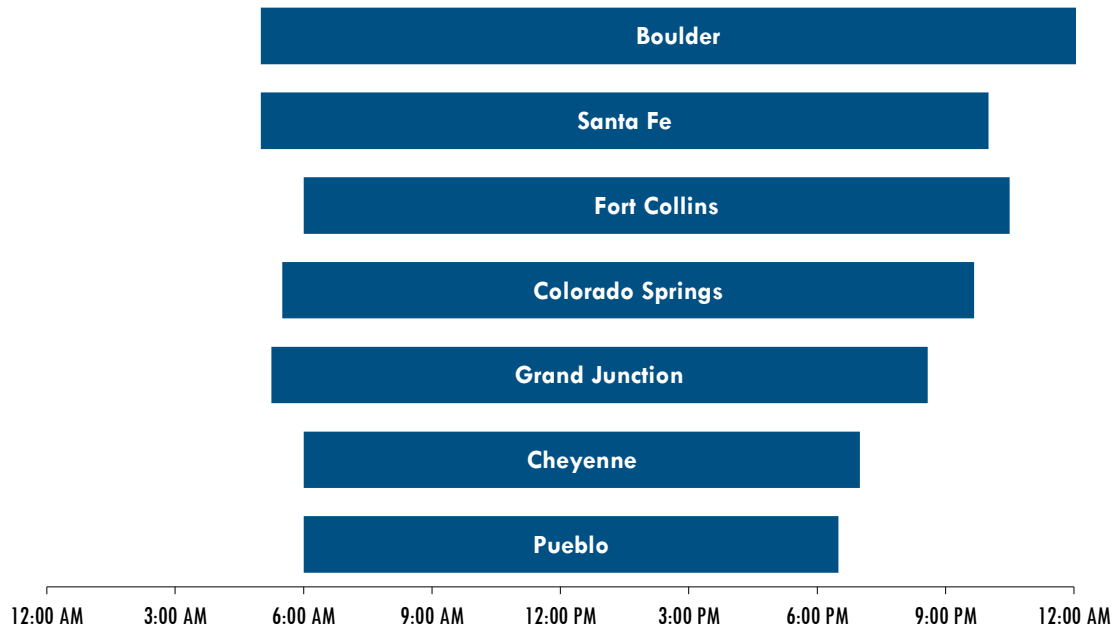 Boulder
Santa Fe
Fort Collins
Colorado Springs
Grand Junction
Cheyenne
Pueblo
12:00 AM 3:00 AM 6:00 AM 9:00 AM 12:00 PM 3:00 PM 6:00 PM 9:00 PM 12:00 AM